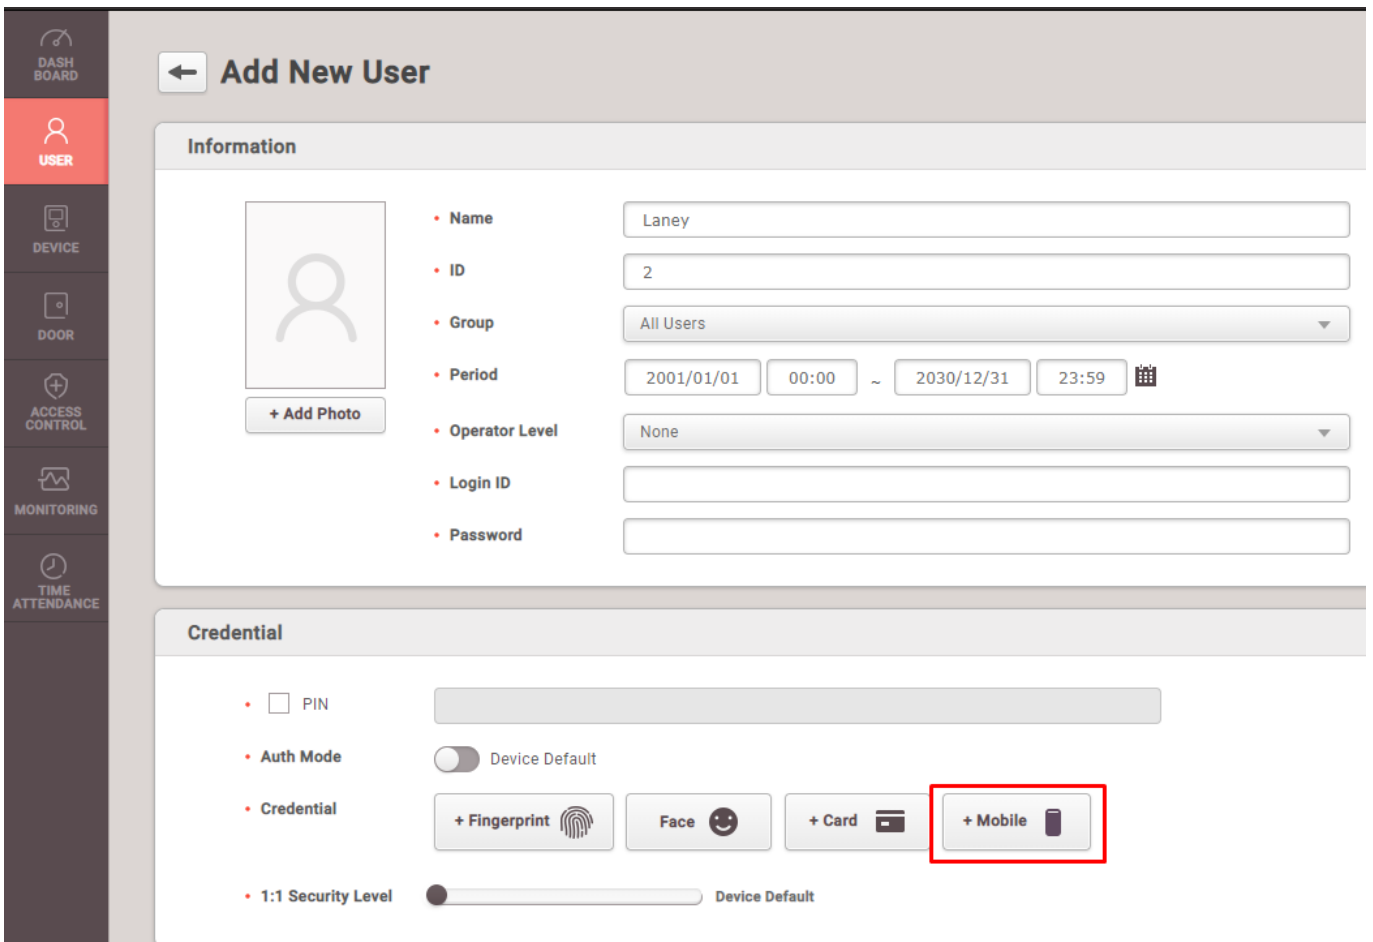 DASH
BOARD
USER
DEVICE
DOOR
ACCESS
CONTROL
MONITORING
TIME
ATTENDANCE
Add New User
Information
+ Add Photo
Name
Laney
ID
2
Group
All Users
Period
2001/01/01 00:00 ~ 2030/12/31 23:59
Operator Level
None
Login ID
Password
Credential
PIN
Auth Mode
Device Default
Credential
+ Fingerprint
Face
+ Card
+ Mobile
1:1 Security Level
Device Default